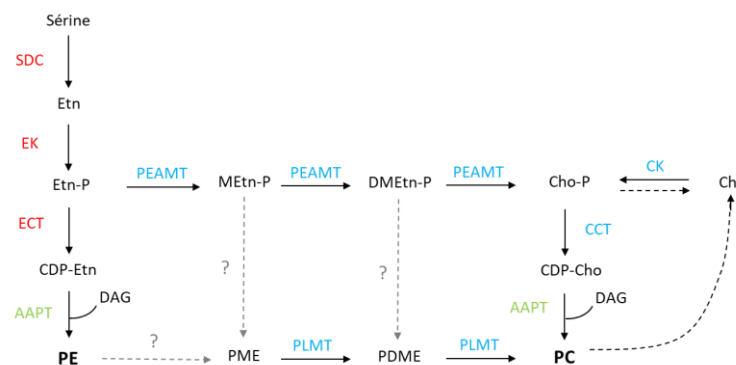 Sérine
SDC
Etn
EK
PEAMT
PEAMT
PEAMT
CK
Etn-P
MEtn-P
DMEtn-P
Cho-P
Ch
ECT
CCT
?
?
CDP-Etn
CDP-Cho
AAPT
DAG
AAPT
DAG
?
PLMT
PLMT
PE
PME
PDME
PC